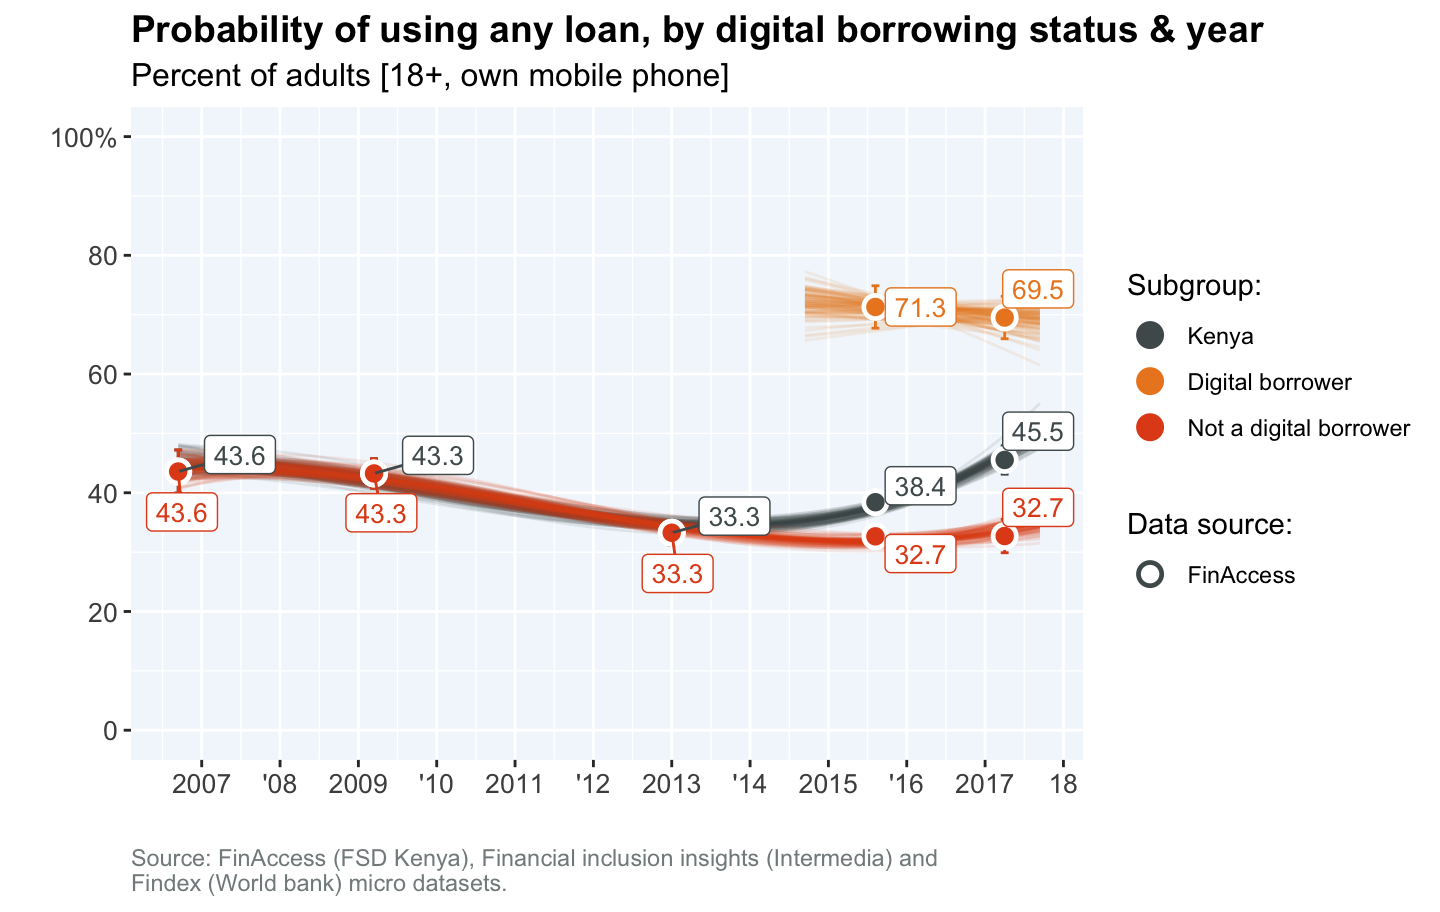 Probability of using any loan, by digital borrowing status & year
Percent of adults [18+, own mobile phone]
100%
80
60
40
20
0
43.6
43.6
43.3
43.3
33.3
33.3
71.3
69.5
38.4
45.5
32.7
32.7
2007 '08 2009 '10 2011 '12 2013 '14 2015 '16 2017 18
Subgroup:
Kenya
Digital borrower
Not a digital borrower
Data source:
FinAccess
Source: FinAccess (FSD Kenya), Financial inclusion insights (Intermedia) and
Findex (World bank) micro datasets.